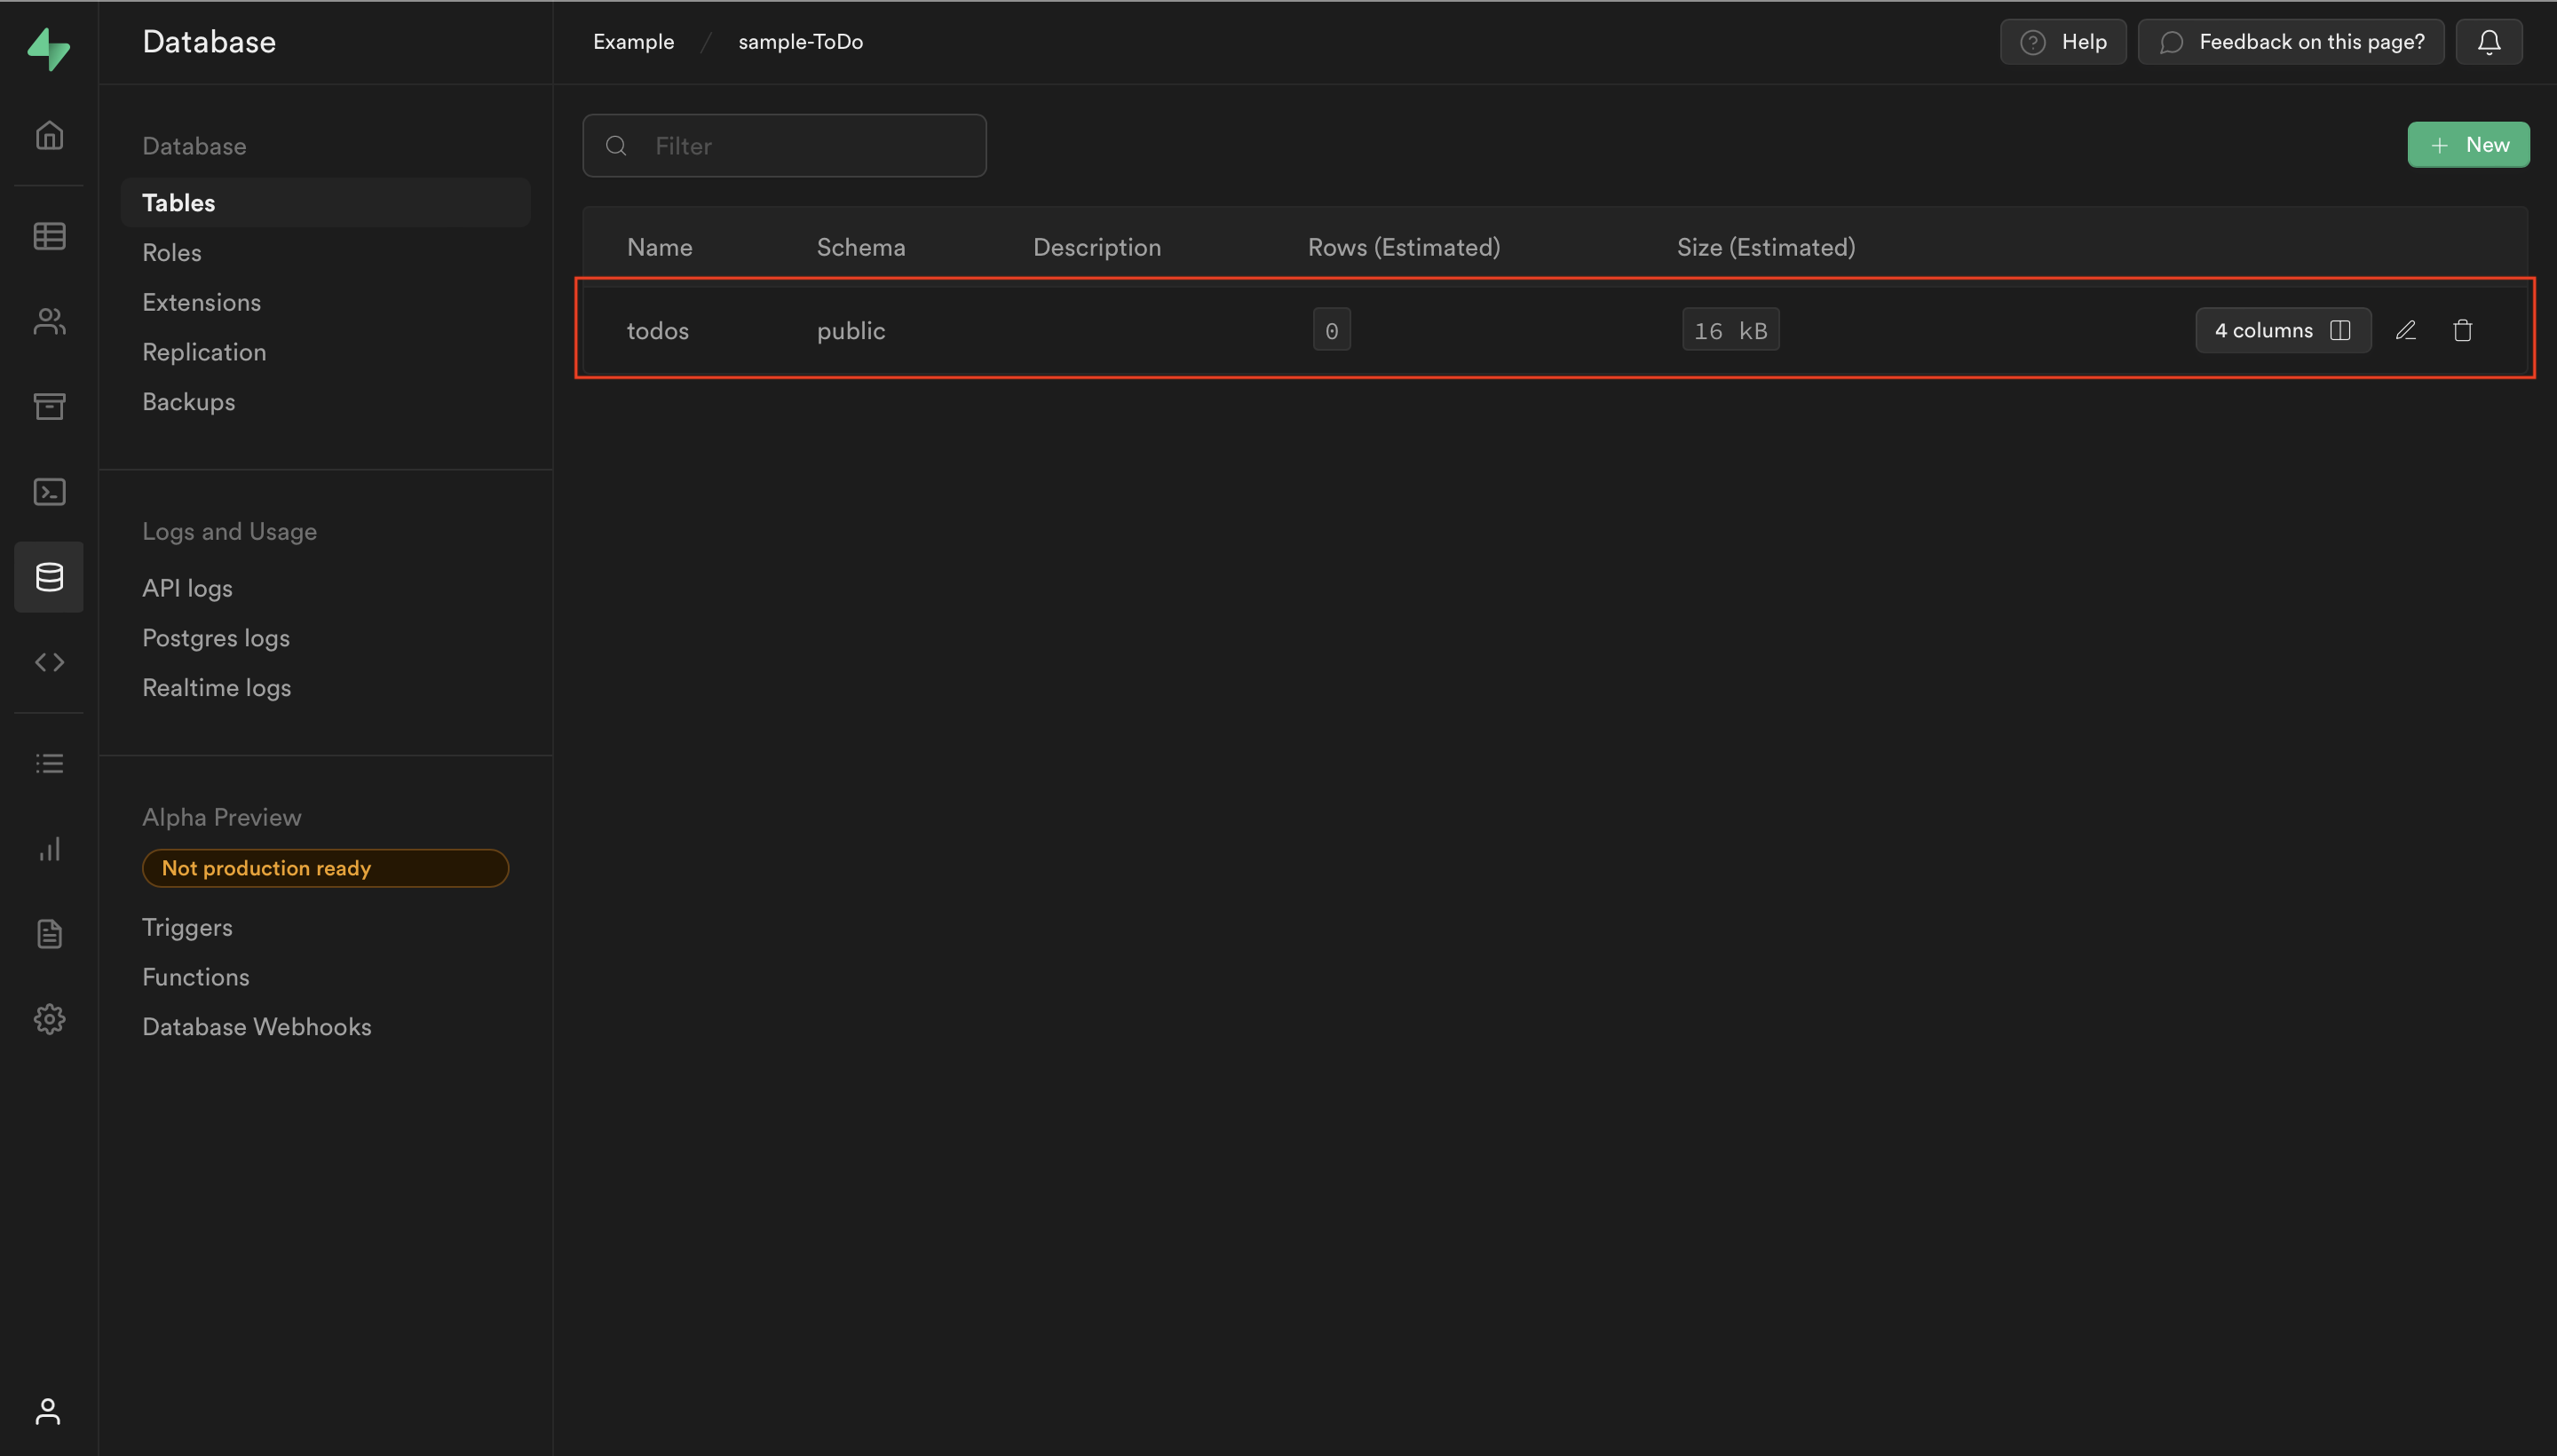 Database
Example / sample-ToDo
Help
Feedback on this page?
Database
Tables
Roles
Extensions
Replication
Backups
Logs and Usage
API logs
Postgres logs
Realtime logs
Alpha Preview
Not production ready
Triggers
Functions
Database Webhooks
Filter
New
Name Schema Description Rows (Estimated) Size (Estimated)
todos public 0 16 kB 4 columns